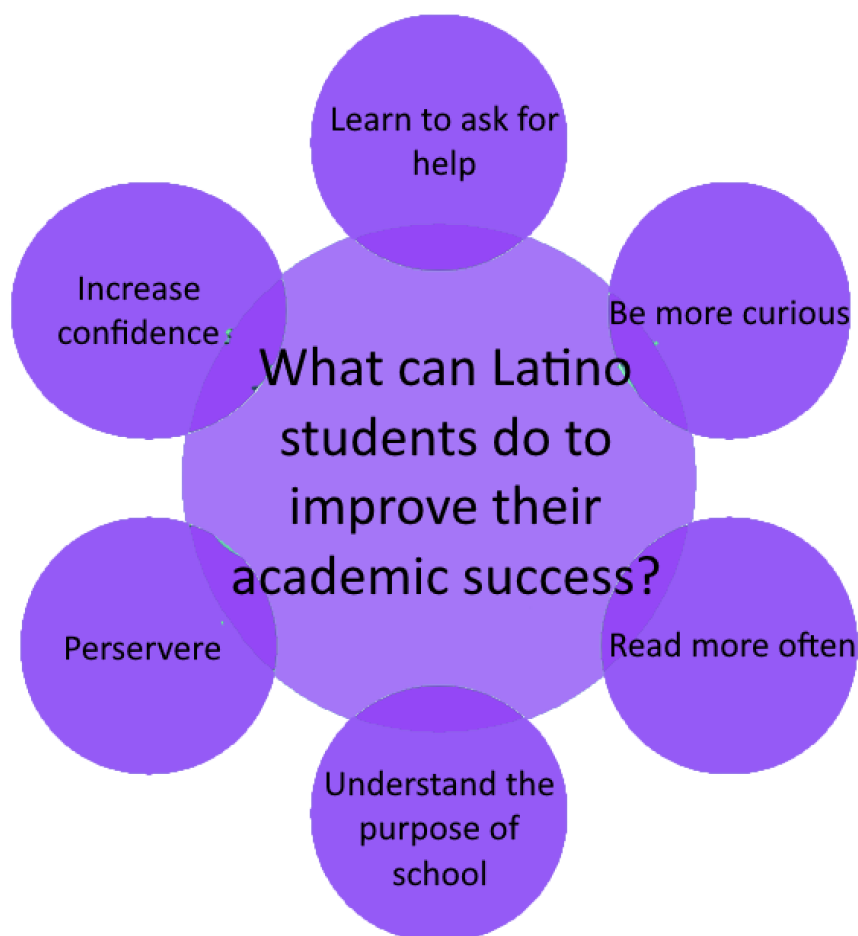 Learn to ask for
help
Increase
confidence
Be more curious
What can Latino
students do to
improve their
academic success?
Perservere
Read more often
Understand the
purpose of
school